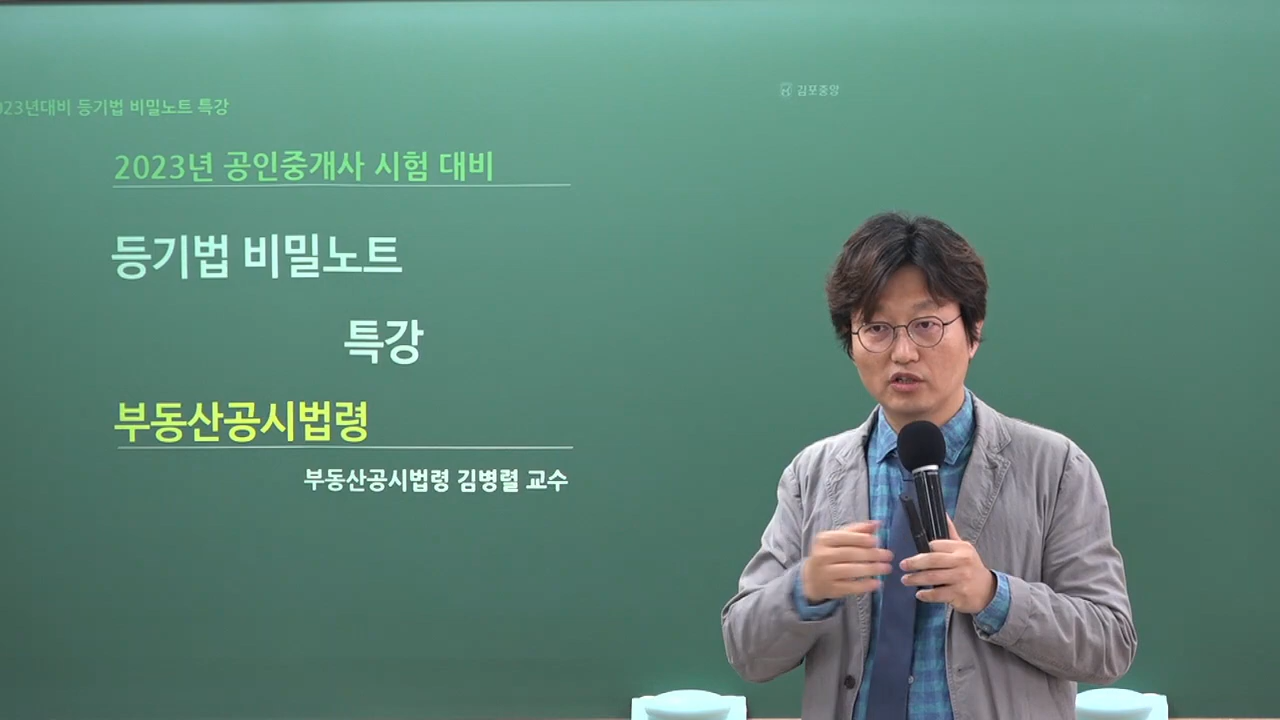 023년대비 등기법 비밀노트 특강
김포중앙
2023년 공인중개사 시험 대비
등기법 비밀노트
특강
부동산공시법령
부동산공시법령 김병렬 교수